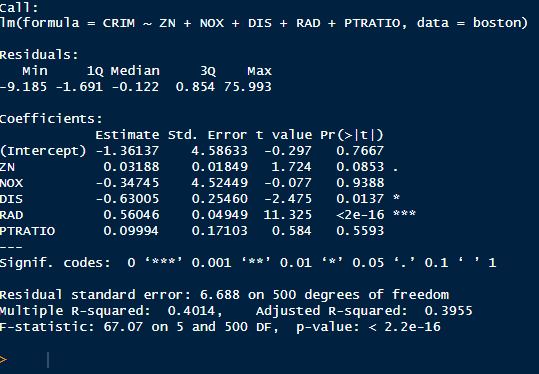 Call:
lm(formula = CRIM ~ ZN + NOX + DIS + RAD + PTRATIO, data = boston)
Residuals:
Min 1Q Median 3Q Max
-9.185 -1.691 -0.122 0.854 75.993
Coefficients:
Estimate Std. Error t value Pr(>|t|)
(Intercept) -1.36137 4.58633 -0.297 0.7667
ZN 0.03188 0.01849 1.724 0.0853 .
NOX -0.34745 4.52449 -0.077 0.9388
DIS -0.63005 0.25460 -2.475 0.0137 *
RAD 0.56046 0.04949 11.325 <2e-16 ***
PTRATIO 0.09994 0.17103 0.584 0.5593
---
Signif. codes: 0 ‘***’ 0.001 ‘**’ 0.01 ‘*’ 0.05 ‘.’ 0.1 ‘ ’ 1
Residual standard error: 6.688 on 500 degrees of freedom
Multiple R-squared: 0.4014, Adjusted R-squared: 0.3955
F-statistic: 67.07 on 5 and 500 DF, p-value: < 2.2e-16
>